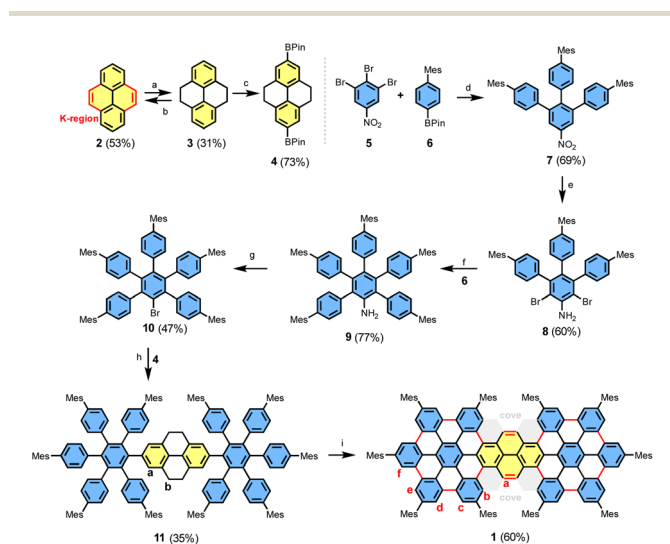 BPin
Mes
Mes
a
c
Br
Br
Br
Mes
Mes
d
b
+
K-region
NO2
BPin
BPin
NO2
2 (53%)
3 (31%)
4 (73%)
5
6
7 (69%)
e
Mes
Mes
Mes
Mes
Mes
Mes
Mes
Mes
Mes
g
f
6
Mes
Mes
Br
Mes
Mes
NH2
Br
Br
NH2
10 (47%)
9 (77%)
8 (60%)
h
4
Mes
Mes
Mes
Mes
Mes
Mes
Mes
Mes
cove
Mes
Mes
a
b
i
Mes
Mes
f
e
d
c
b
a
cove
Mes
Mes
Mes
Mes
Mes
Mes
Mes
Mes
11 (35%)
1 (60%)